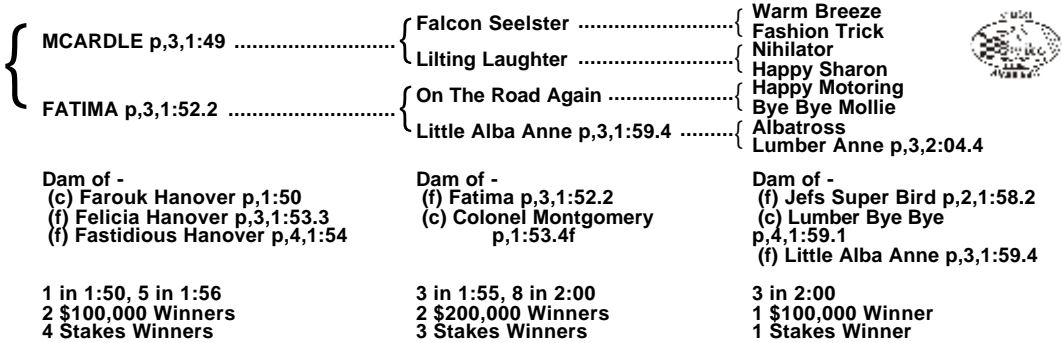 MCARDLE p,3,1:49
FATIMA p,3,1:52.2
Falcon Seelster
Lilting Laughter
On The Road Again
Little Alba Anne p,3,1:59.4
Warm Breeze
Fashion Trick
Nihilator
Happy Sharon
Happy Motoring
Bye Bye Mollie
Albatross
Lumber Anne p,3,2:04.4
Dam of -
(c) Farouk Hanover p,1:50
(f) Felicia Hanover p,3,1:53.3
(f) Fastidious Hanover p,4,1:54
1 in 1:50, 5 in 1:56
2 $100,000 Winners
4 Stakes Winners
Dam of -
(f) Fatima p,3,1:52.2
(c) Colonel Montgomery
p,1:53.4f
3 in 1:55, 8 in 2:00
2 $200,000 Winners
3 Stakes Winners
Dam of -
(f) Jefs Super Bird p,2,1:58.2
(c) Lumber Bye Bye
p,4,1:59.1
(f) Little Alba Anne p,3,1:59.4
3 in 2:00
1 $100,000 Winner
1 Stakes Winner